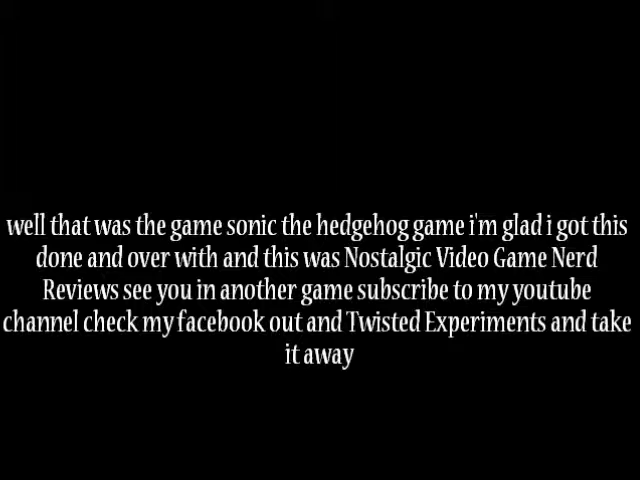 well that was the game sonic the hedgehog game i'm glad i got this
done and over with and this was Nostalgic Video Game Nerd
Reviews see you in another game subscribe to my youtube
channel check my facebook out and Twisted Experiments and take
it away